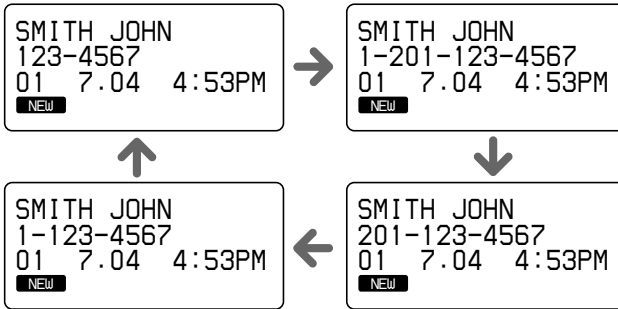 SMITH JOHN
123-4567
01 7.04 4:53PM
NEW
SMITH JOHN
1-201-123-4567
01 7.04 4:53PM
NEW
SMITH JOHN
1-123-4567
01 7.04 4:53PM
NEW
SMITH JOHN
201-123-4567
01 7.04 4:53PM
NEW